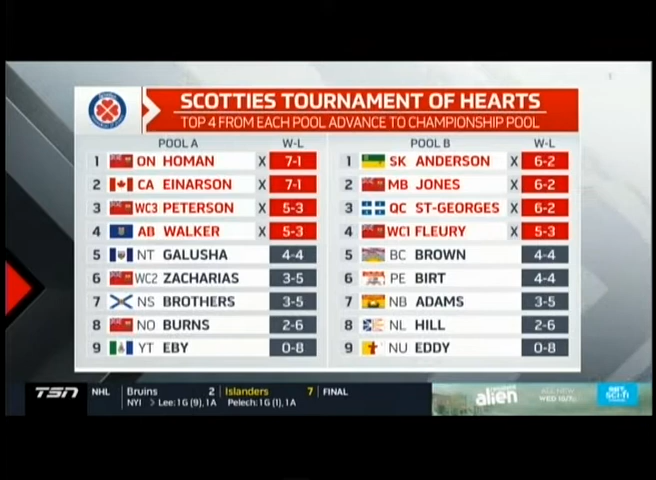 SCOTTIES TOURNAMENT OF HEARTS
TOP 4 FROM EACH POOL ADVANCE TO CHAMPIONSHIP POOL
POOL A W-L
1 ON HOMAN X 7-1
2 CA EINARSON X 7-1
3 WC3 PETERSON X 5-3
4 AB WALKER X 5-3
5 NT GALUSHA 4-4
6 WC2 ZACHARIAS 3-5
7 NS BROTHERS 3-5
8 NO BURNS 2-6
9 YT EBY 0-8
POOL B W-L
1 SK ANDERSON X 6-2
2 MB JONES X 6-2
3 QC ST-GEORGES X 6-2
4 WC1 FLEURY X 5-3
5 BC BROWN 4-4
6 PE BIRT 4-4
7 NB ADAMS 3-5
8 NL HILL 2-6
9 NU EDDY 0-8
TSN NHL Bruins 2 Islanders 7 FINAL
NYI > Lee: 1G (9), 1A Pelech: 1G (1), 1A
alien
ALL NEW